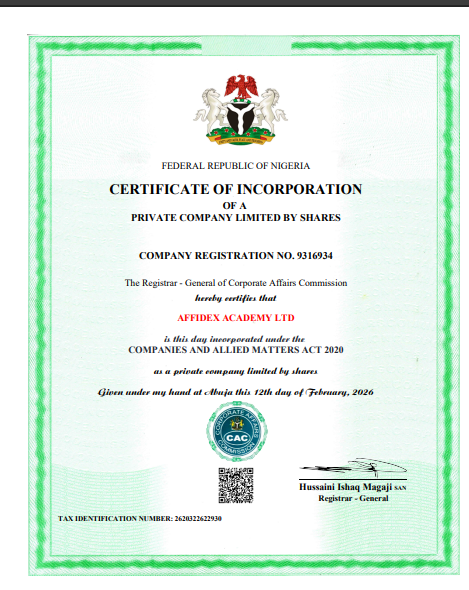 FEDERAL REPUBLIC OF NIGERIA
CERTIFICATE OF INCORPORATION
OF A
PRIVATE COMPANY LIMITED BY SHARES
COMPANY REGISTRATION NO. 9316934
The Registrar - General of Corporate Affairs Commission
hereby certifies that
AFFIDEX ACADEMY LTD
is this day incorporated under the
COMPANIES AND ALLIED MATTERS ACT 2020
as a private company limited by shares
Given under my hand at Abuja this 12th day of February, 2026
CORPORATE AFFAIRS
CAC
COMMISSION
Hussaini Ishaq Magaji SAN
Registrar - General
TAX IDENTIFICATION NUMBER: 2620322622930